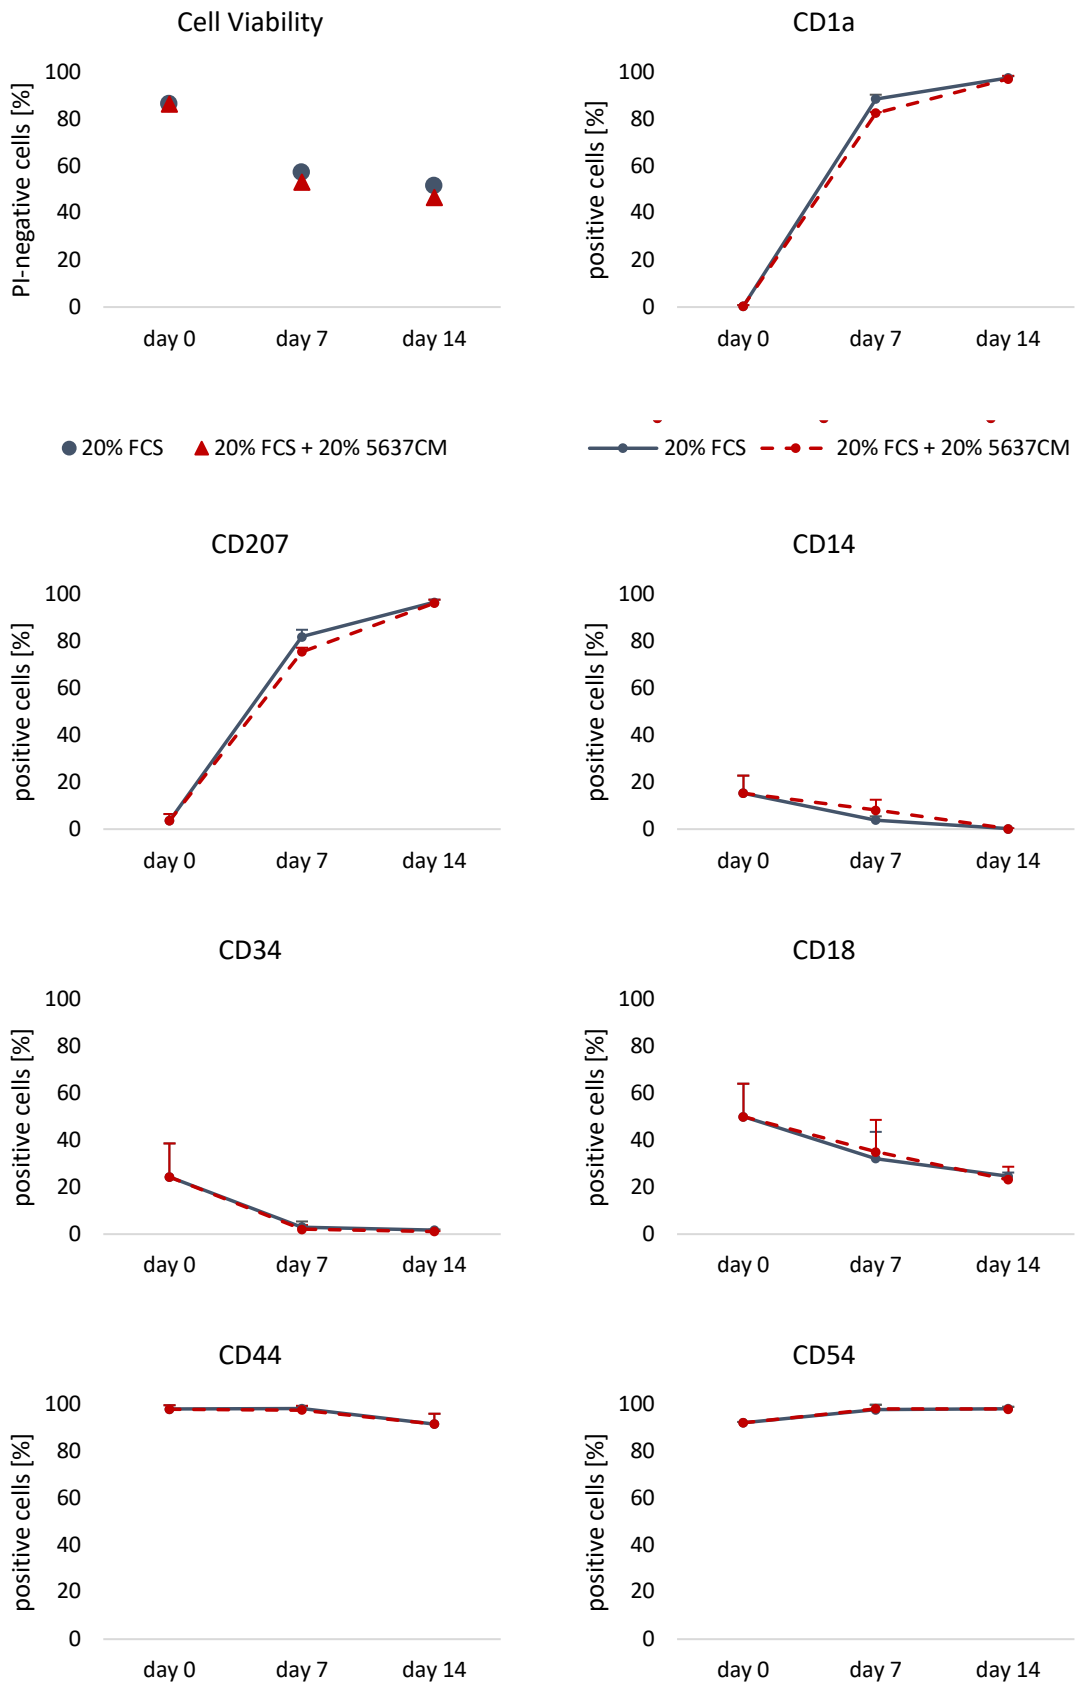 Cell Viability
PI-negative cells [%]
100
80
60
40
20
0
day 0 day 7 day 14
20% FCS 20% FCS + 20% 5637CM
CD1a
positive cells [%]
100
80
60
40
20
0
day 0 day 7 day 14
20% FCS 20% FCS + 20% 5637CM
CD207
positive cells [%]
100
80
60
40
20
0
day 0 day 7 day 14
CD14
positive cells [%]
100
80
60
40
20
0
day 0 day 7 day 14
CD34
positive cells [%]
100
80
60
40
20
0
day 0 day 7 day 14
CD18
positive cells [%]
100
80
60
40
20
0
day 0 day 7 day 14
CD44
positive cells [%]
100
80
60
40
20
0
day 0 day 7 day 14
CD54
positive cells [%]
100
80
60
40
20
0
day 0 day 7 day 14